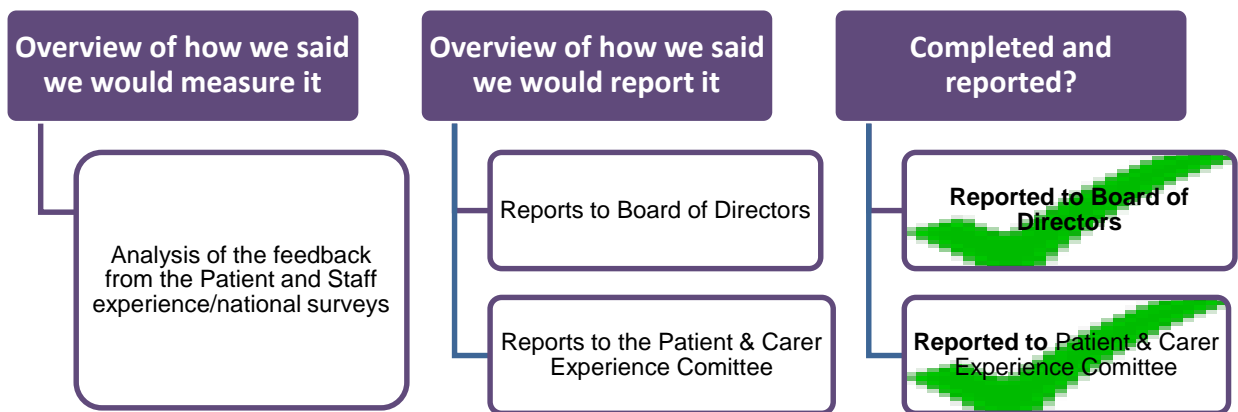 Overview of how we said
we would measure it
Analysis of the feedback
from the Patient and Staff
experience/national surveys
Overview of how we said
we would report it
Reports to Board of Directors
Reports to the Patient & Carer
Experience Comittee
Completed and
reported?
Reported to Board of
Directors
Reported to Patient & Carer
Experience Comittee